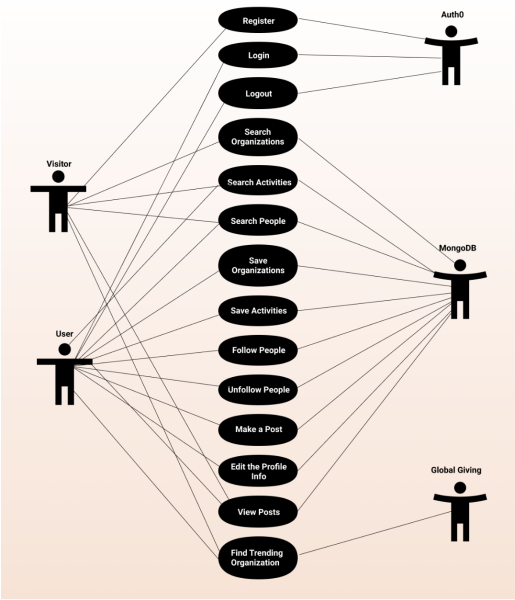 Auth0
Register
Login
Logout
Search
Organizations
Visitor
Search Activities
Search People
MongoDB
Save
Organizations
Save Activities
User
Follow People
Unfollow People
Make a Post
Edit the Profile
Info
Global Giving
View Posts
Find Trending
Organization